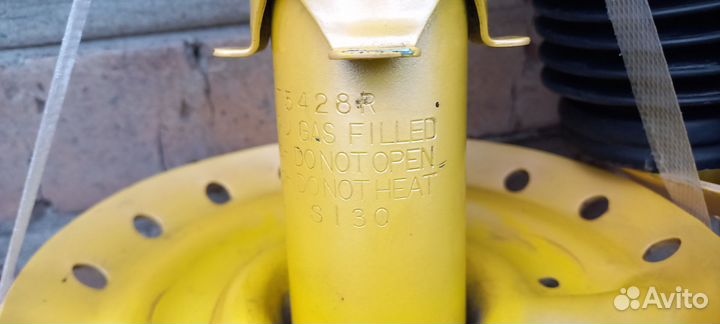 5428R
GAS FILLED
DO NOT OPEN
DO NOT HEAT
S130
Avito